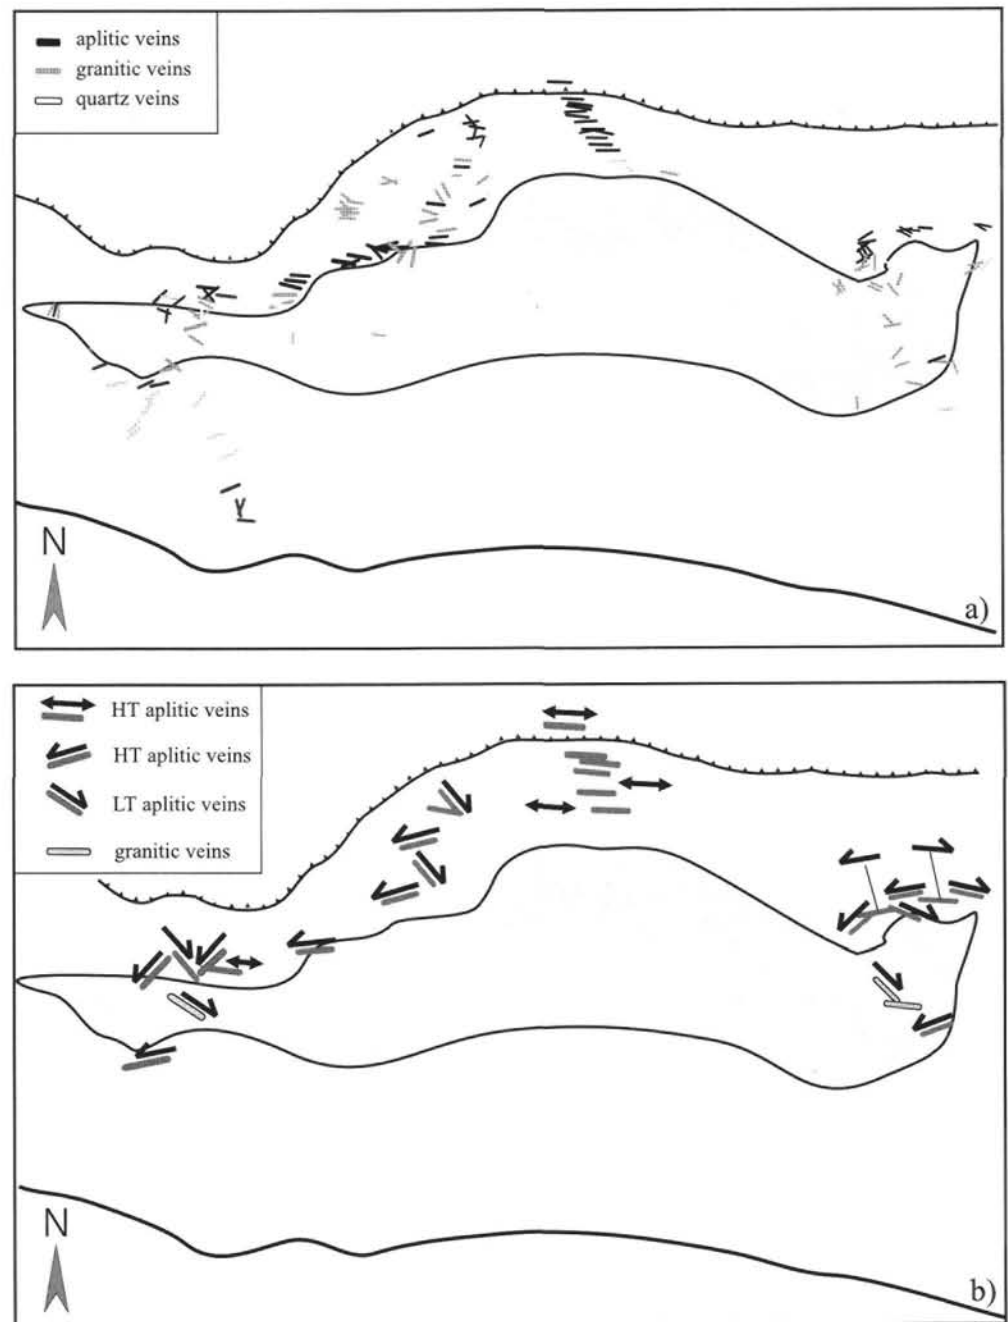 aplitic veins
granitic veins
quartz veins
N
a)
HT aplitic veins
HT aplitic veins
LT aplitic veins
granitic veins
N
b)